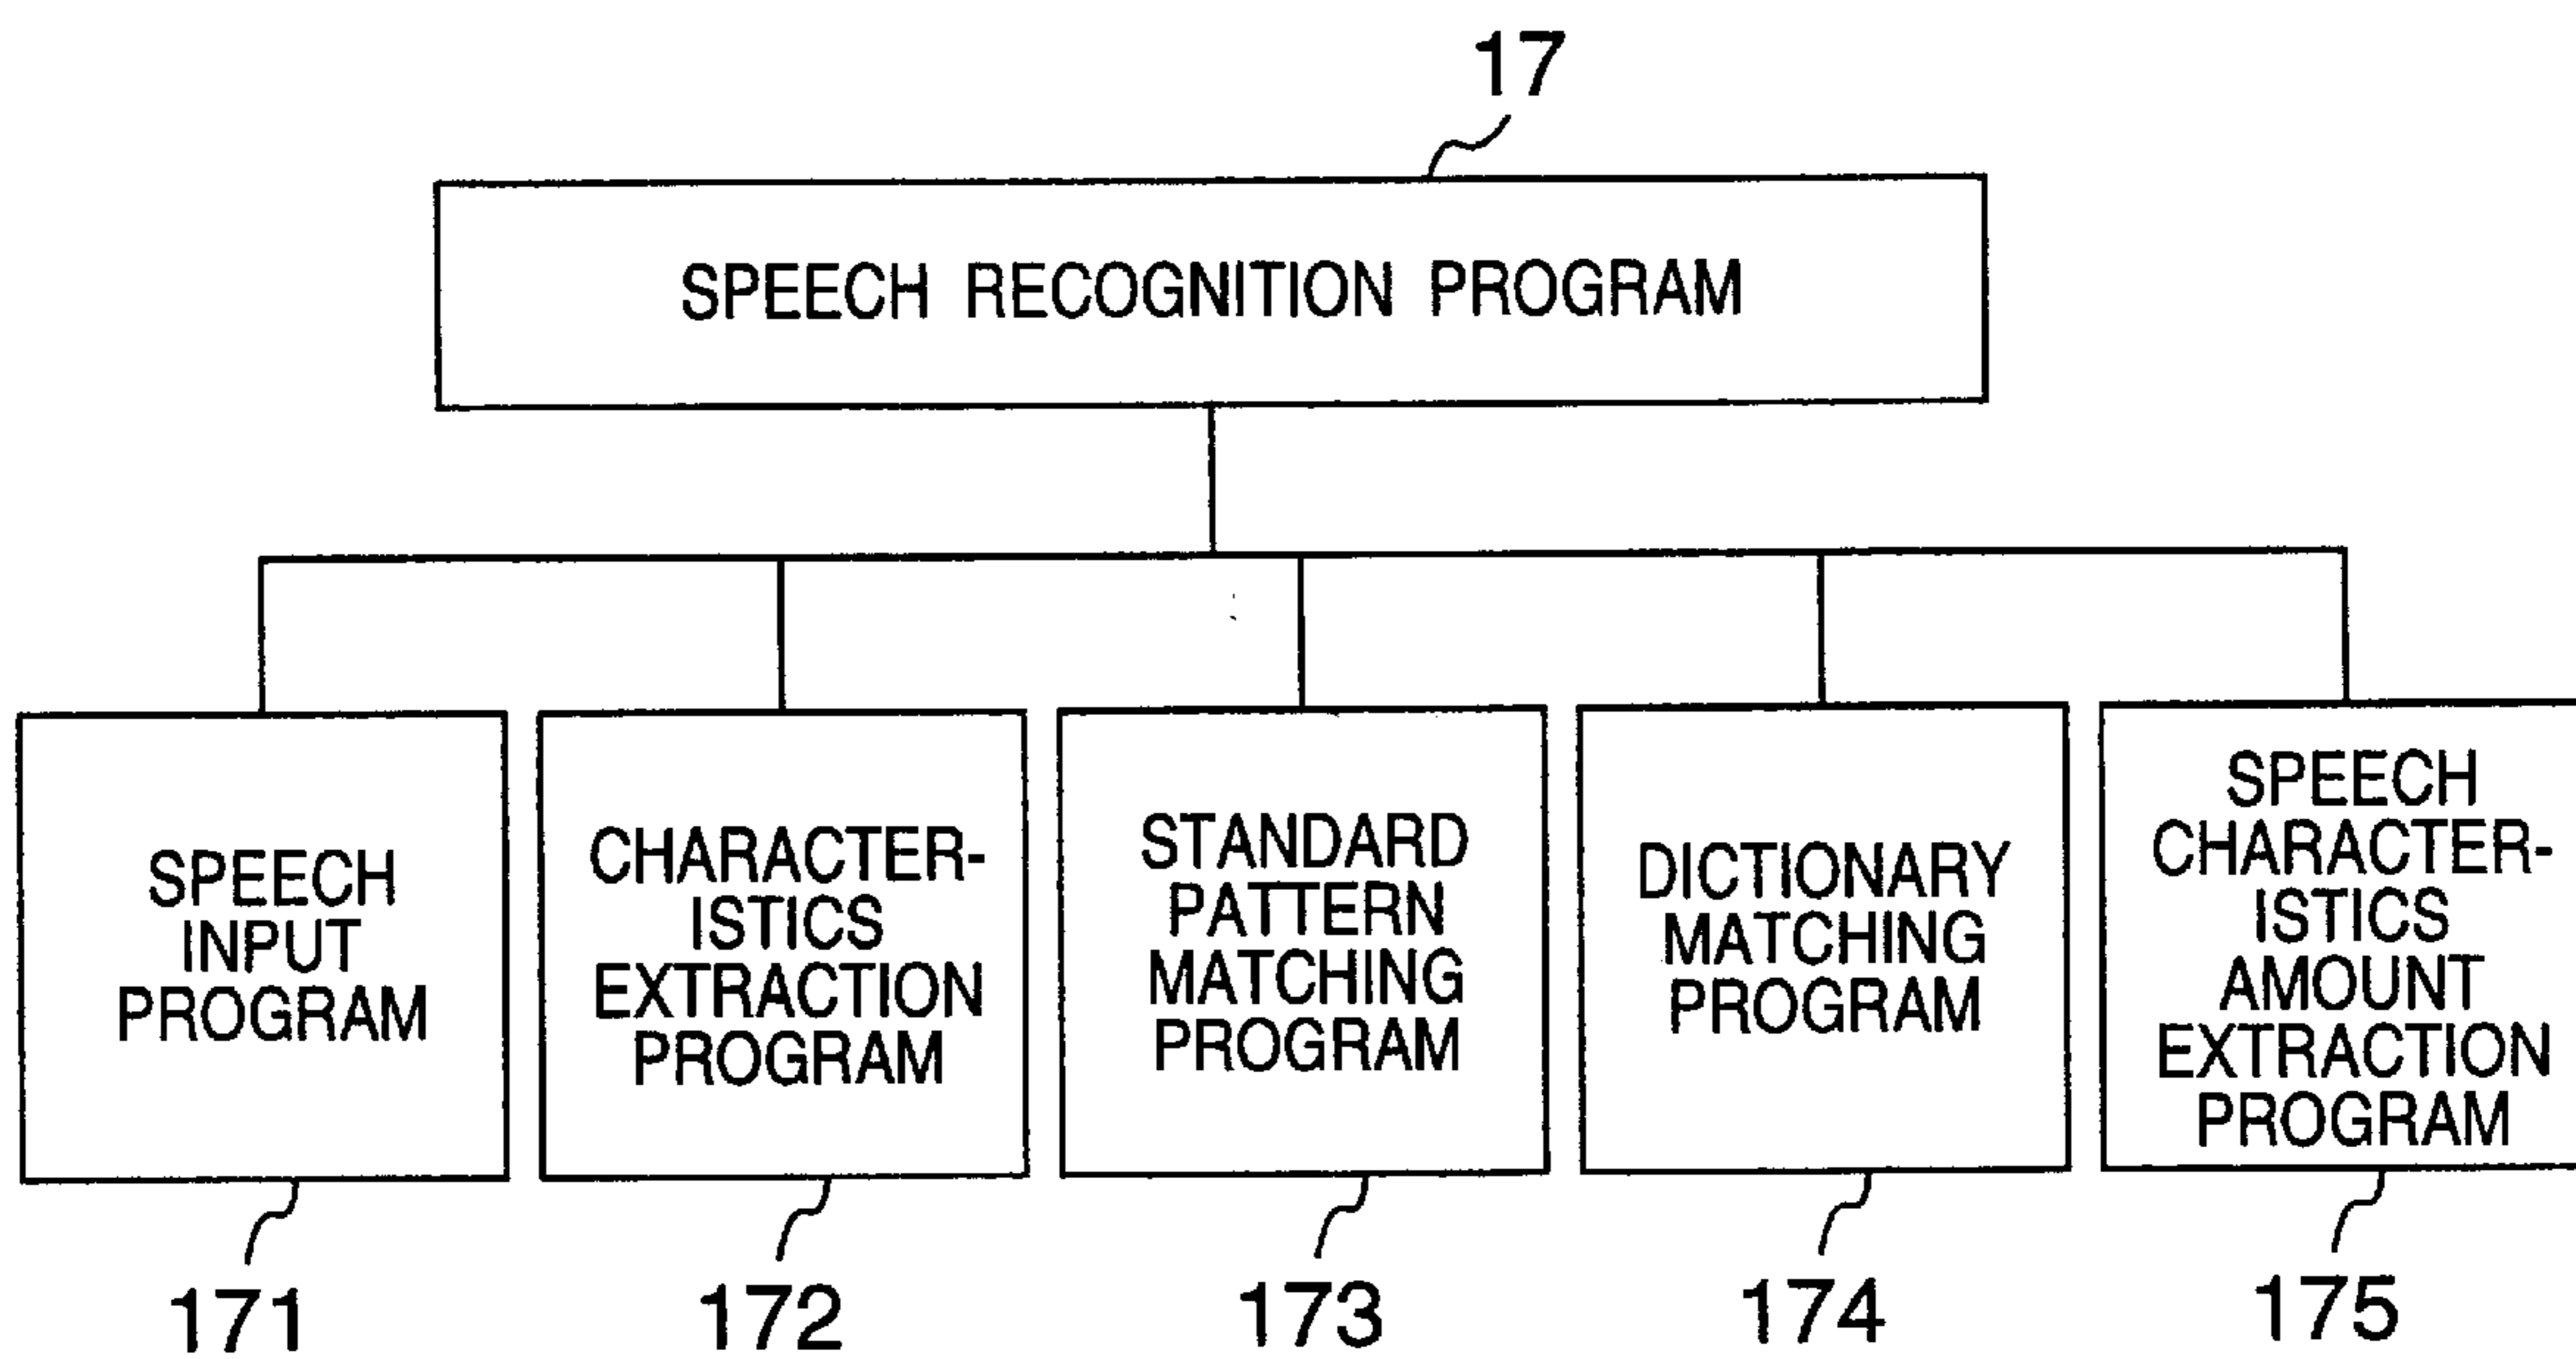 17
SPEECH RECOGNITION PROGRAM
SPEECH
INPUT
PROGRAM
CHARACTER-
ISTICS
EXTRACTION
PROGRAM
STANDARD
PATTERN
MATCHING
PROGRAM
DICTIONARY
MATCHING
PROGRAM
SPEECH
CHARACTER-
ISTICS
AMOUNT
EXTRACTION
PROGRAM
171
172
173
174
175